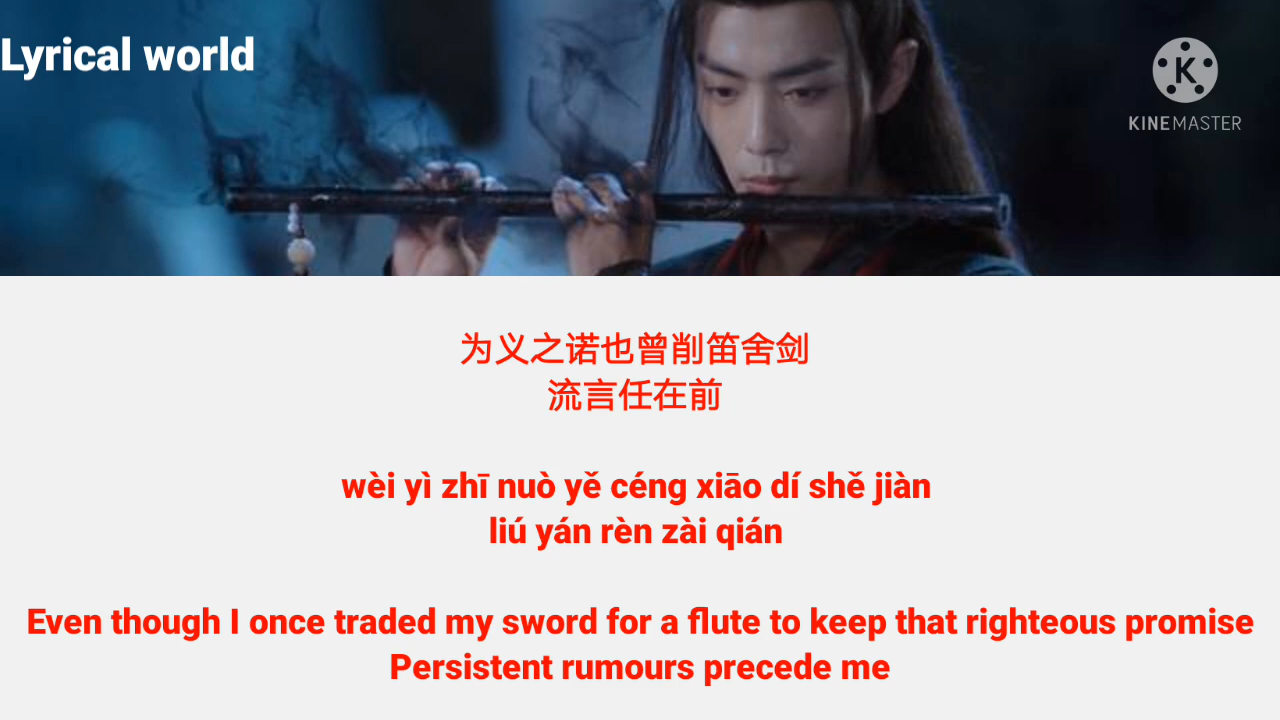 Lyrical world
K
KINEMASTER
为义之诺也曾削笛舍剑
流言任在前
wèi yì zhī nuò yě céng xiāo dí shě jiàn
liú yán rèn zài qián
Even though I once traded my sword for a flute to keep that righteous promise
Persistent rumours precede me